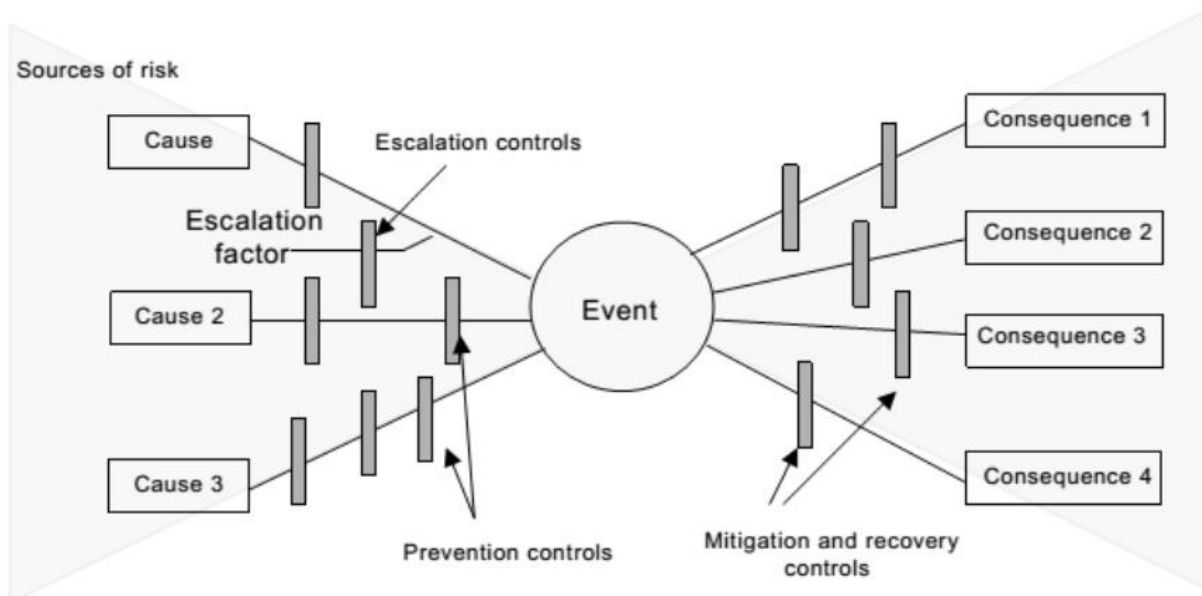 Sources of risk
Cause
Escalation controls
Escalation
factor
Cause 2
Cause 3
Prevention controls
Event
Consequence 1
Consequence 2
Consequence 3
Consequence 4
Mitigation and recovery
controls